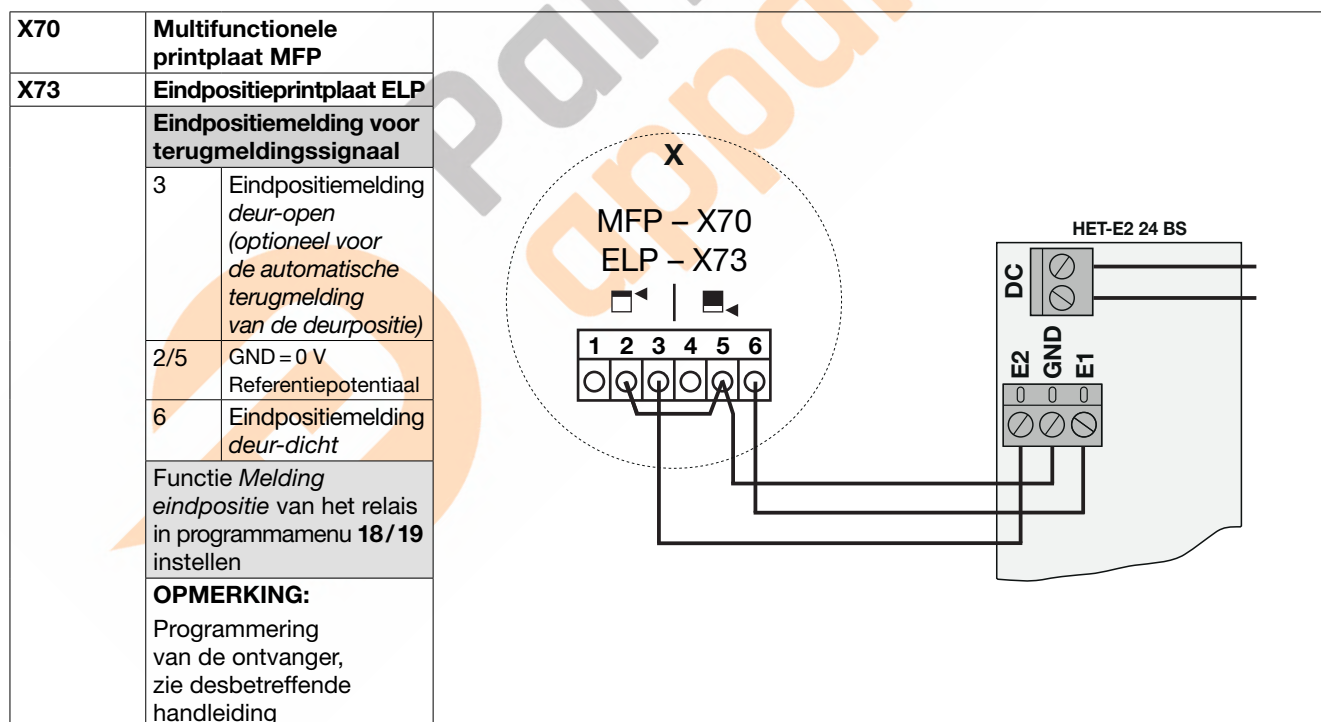 X70
Multifunctionele
printplaat MFP
X73
Eindpositieprintplaat ELP
Eindpositiemelding voor
terugmeldingssignaal
3
Eindpositiemelding
deur-open
(optioneel voor
de automatische
terugmelding
van de deurpositie)
2/5
GND = 0 V
Referentiepotentiaal
6
Eindpositiemelding
deur-dicht
Functie Melding
eindpositie van het relais
in programmamenu 18/19
instellen
OPMERKING:
Programmering
van de ontvanger,
zie desbetreffende
handleiding
X
MFP – X70
ELP – X73
1 2 3 4 5 6
HET-E2 24 BS
DC
E2 GND E1
0 0 0